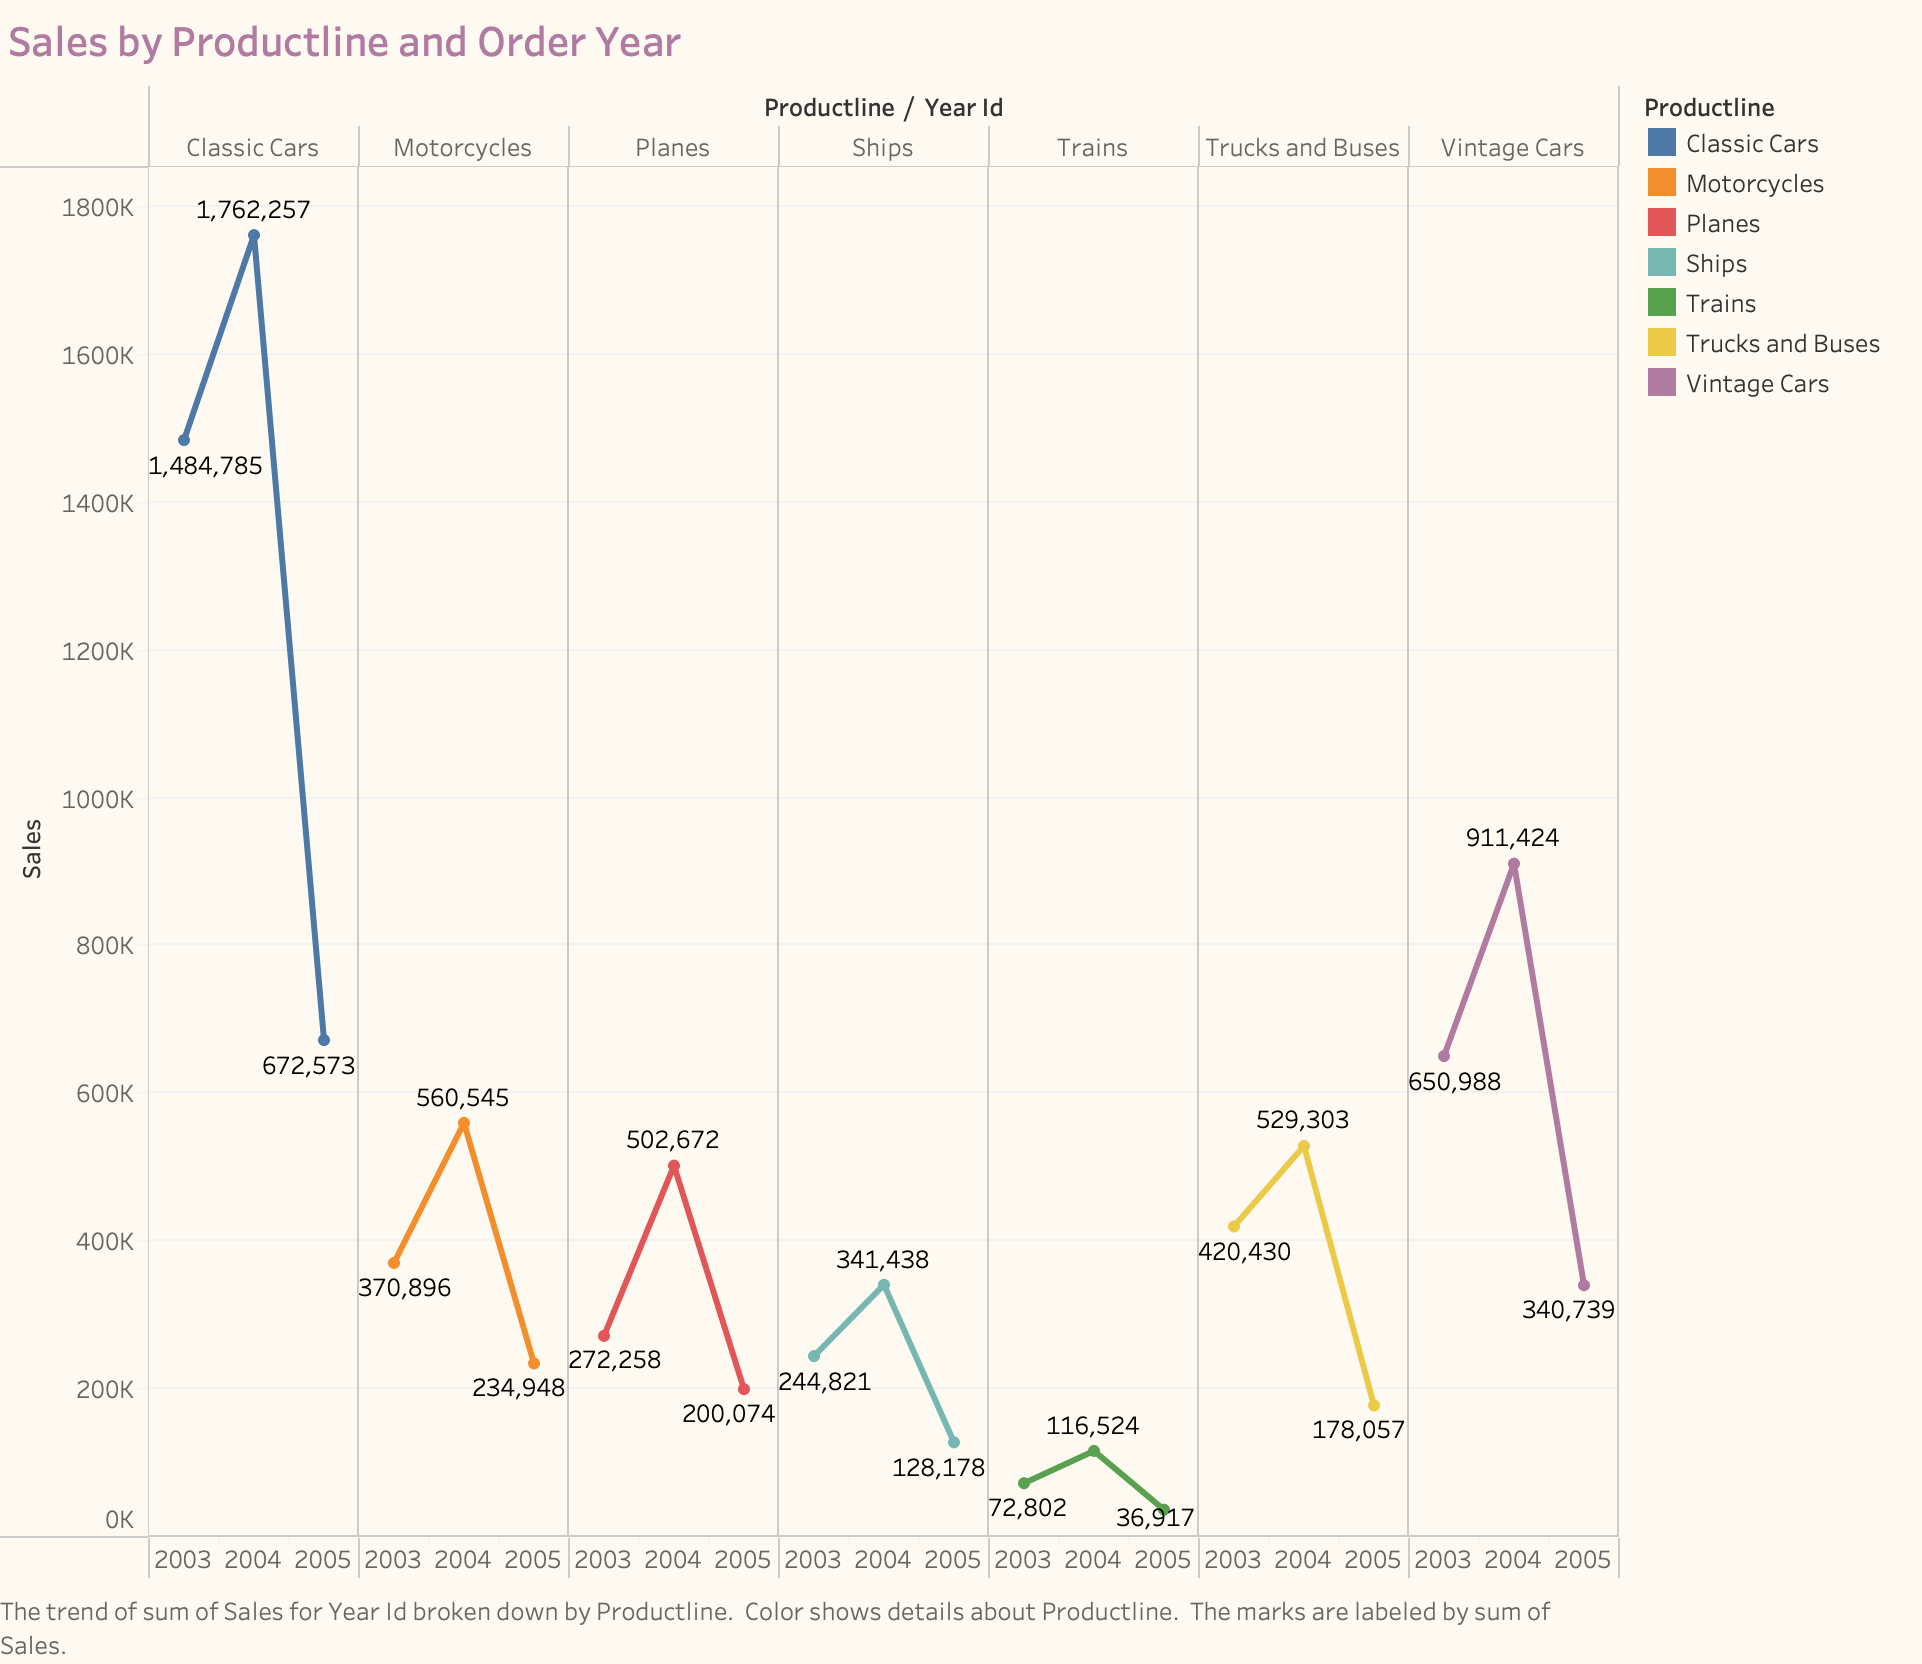 Sales by Productline and Order Year
Productline / Year Id
Classic Cars Motorcycles Planes Ships Trains Trucks and Buses Vintage Cars
Productline
Classic Cars
Motorcycles
Planes
Ships
Trains
Trucks and Buses
Vintage Cars
Sales
1800K
1600K
1400K
1200K
1000K
800K
600K
400K
200K
0K
1,762,257
1,484,785
672,573
560,545
370,896
234,948
502,672
272,258
200,074
341,438
244,821
128,178
116,524
72,802
36,917
529,303
420,430
178,057
911,424
650,988
340,739
2003 2004 2005 2003 2004 2005 2003 2004 2005 2003 2004 2005 2003 2004 2005 2003 2004 2005 2003 2004 2005
The trend of sum of Sales for Year Id broken down by Productline.  Color shows details about Productline.  The marks are labeled by sum of
Sales.